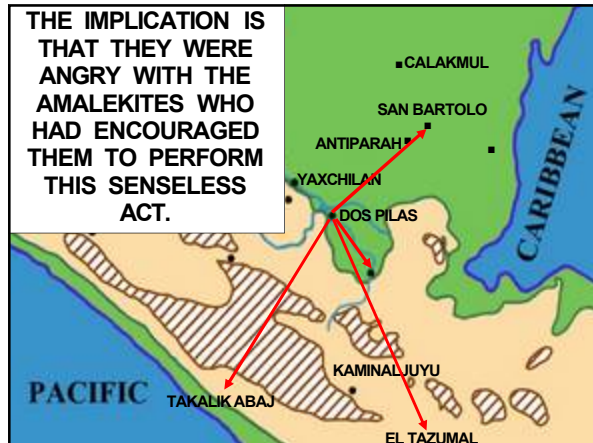 THE IMPLICATION IS
THAT THEY WERE
ANGRY WITH THE
AMALEKITES WHO
HAD ENCOURAGED
THEM TO PERFORM
THIS SENSELESS
ACT.
CALAKMUL
SAN BARTOLO
ANTIPARAH
YAXCHILAN
DOS PILAS
CARIBBEAN
KAMINALJUYU
PACIFIC
TAKALIK ABAJ
EL TAZUMAL